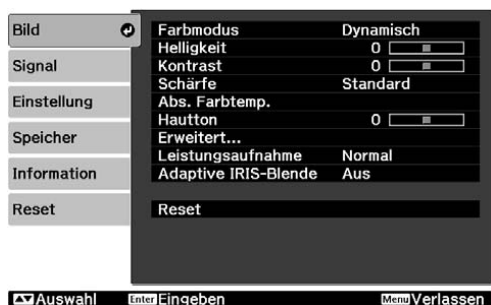 Bild
Signal
Einstellung
Speicher
Information
Reset
Farbmodus Dynamisch
Helligkeit 0
Kontrast 0
Schärfe Standard
Abs. Farbtemp.
Hautton 0
Erweitert...
Leistungsaufnahme Normal
Adaptive IRIS-Blende Aus
Reset
Auswahl Enter Eingeben Menu Verlassen